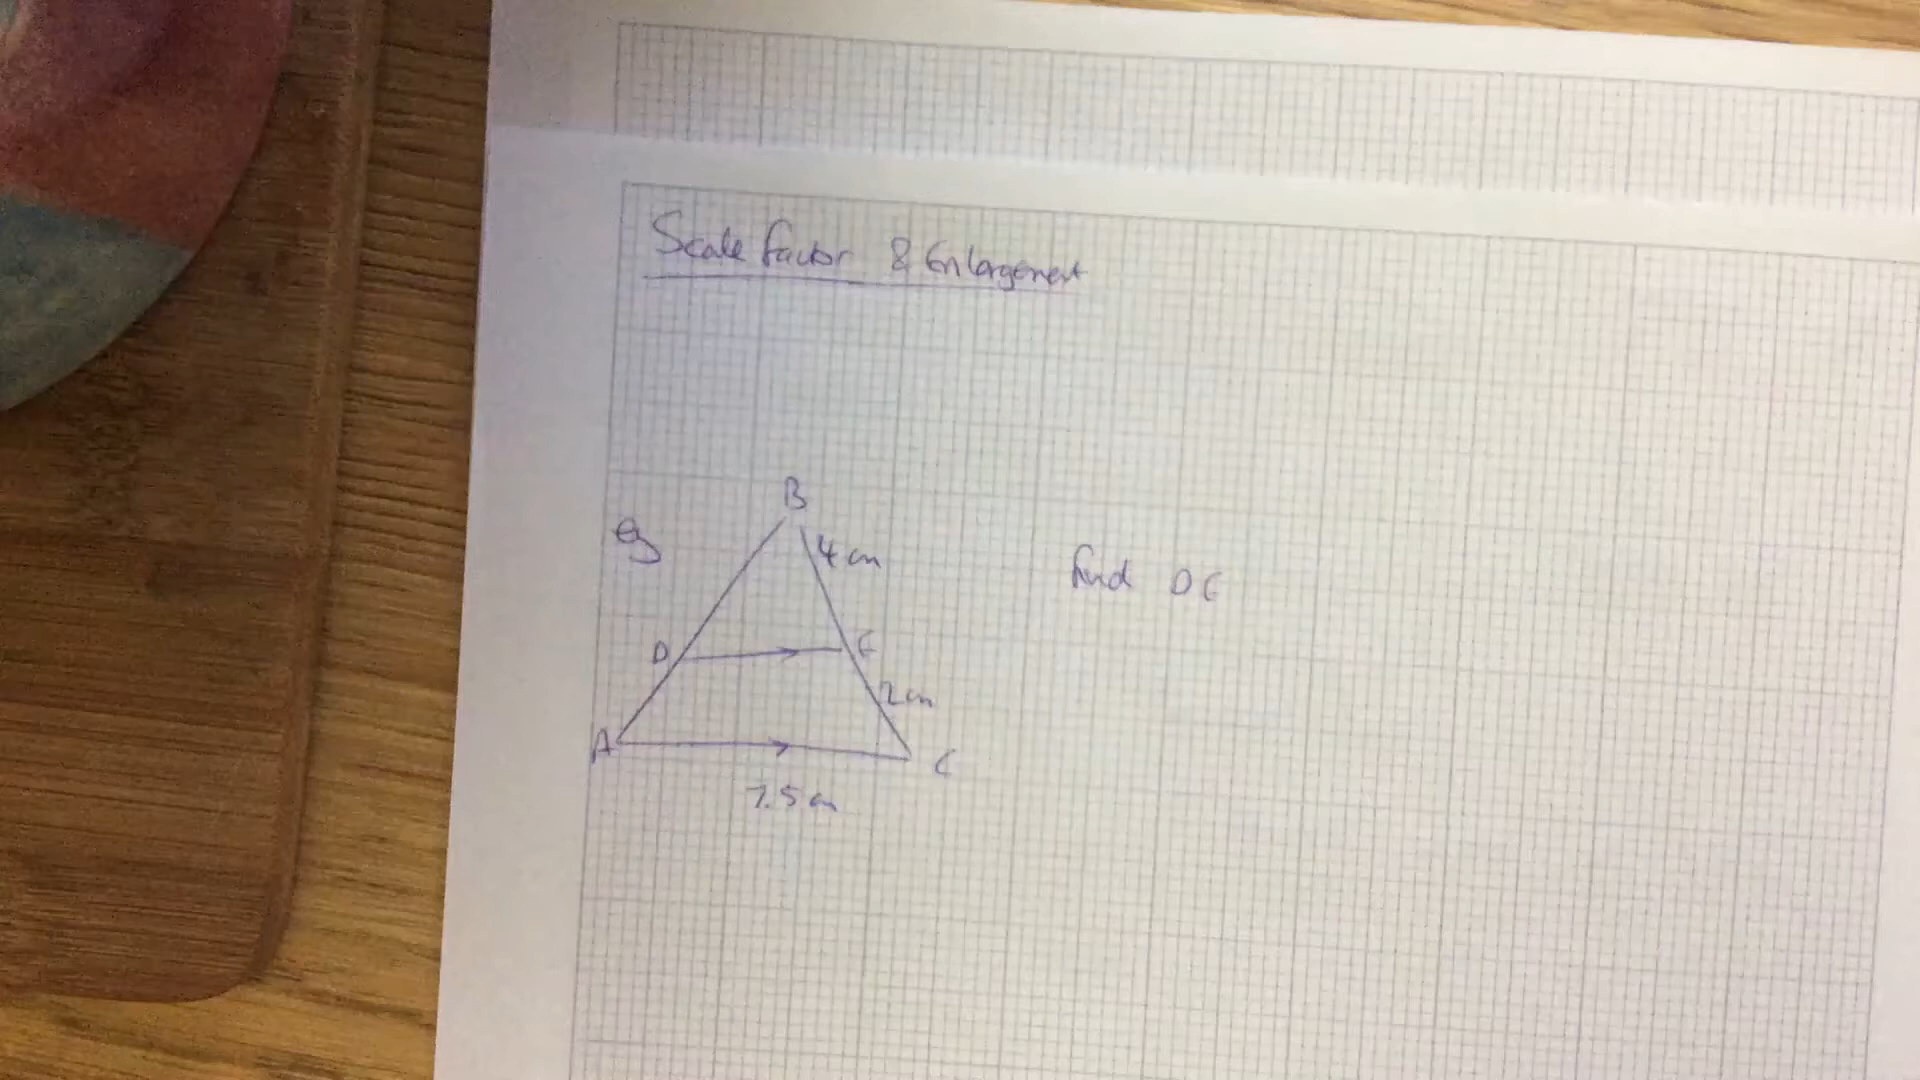 Scale factor & Enlargement
eg
B
4cm
find DE
D
E
2cm
A
C
7.5cm